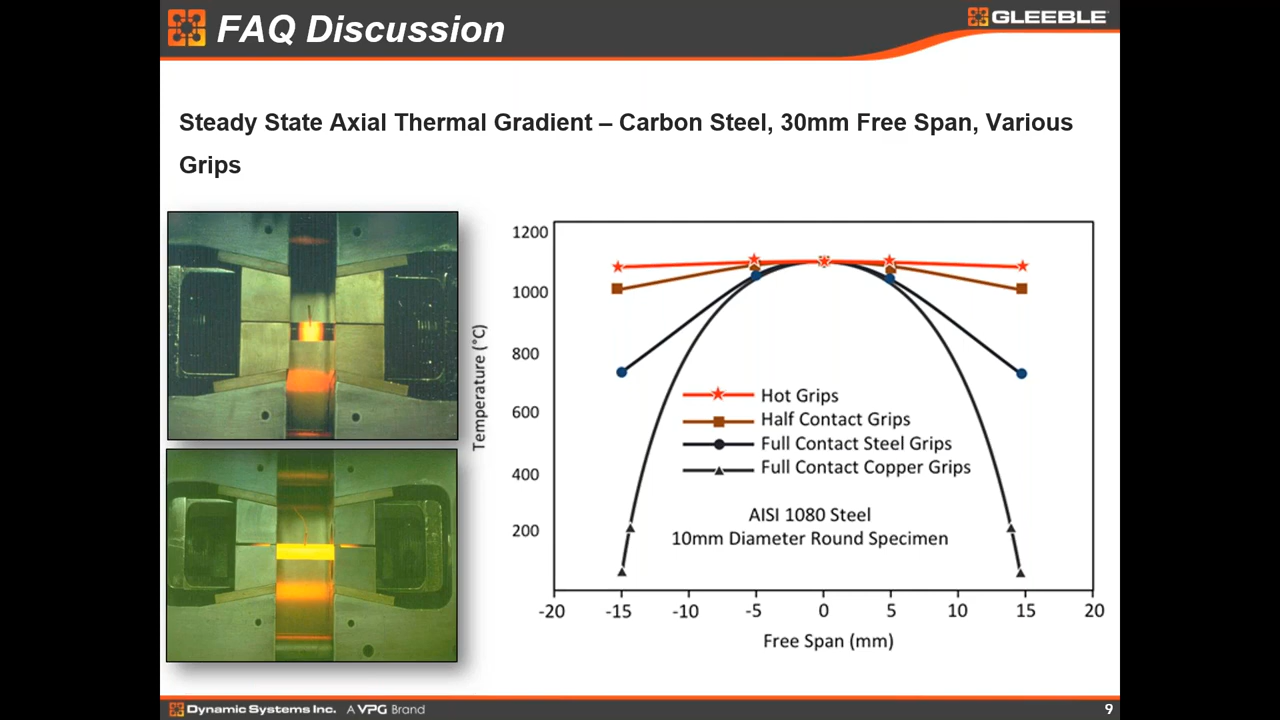 FAQ Discussion
GLEEBLE®
Steady State Axial Thermal Gradient – Carbon Steel, 30mm Free Span, Various
Grips
Temperature (°C)
1200
1000
800
600
400
200
Hot Grips
Half Contact Grips
Full Contact Steel Grips
Full Contact Copper Grips
AISI 1080 Steel
10mm Diameter Round Specimen
-20 -15 -10 -5 0 5 10 15 20
Free Span (mm)
Dynamic Systems Inc. A VPG Brand
9